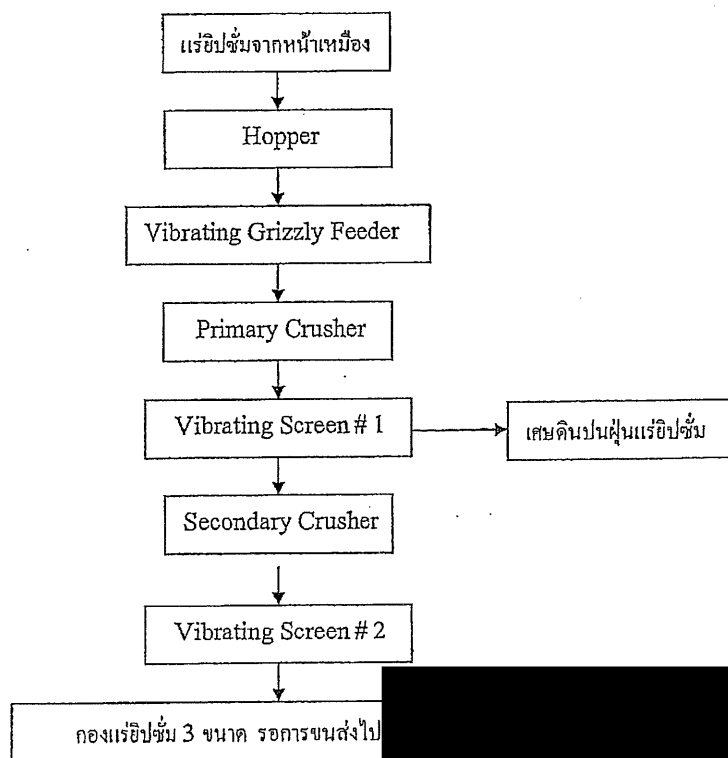 แร่ยิปซั่มจากหน้าเหมือง
Hopper
Vibrating Grizzly Feeder
Primary Crusher
Vibrating Screen # 1
เศษดินปนฝุ่นแร่ยิปซั่ม
Secondary Crusher
Vibrating Screen # 2
กองแร่ยิปซั่ม 3 ขนาด รอการขนส่งไป